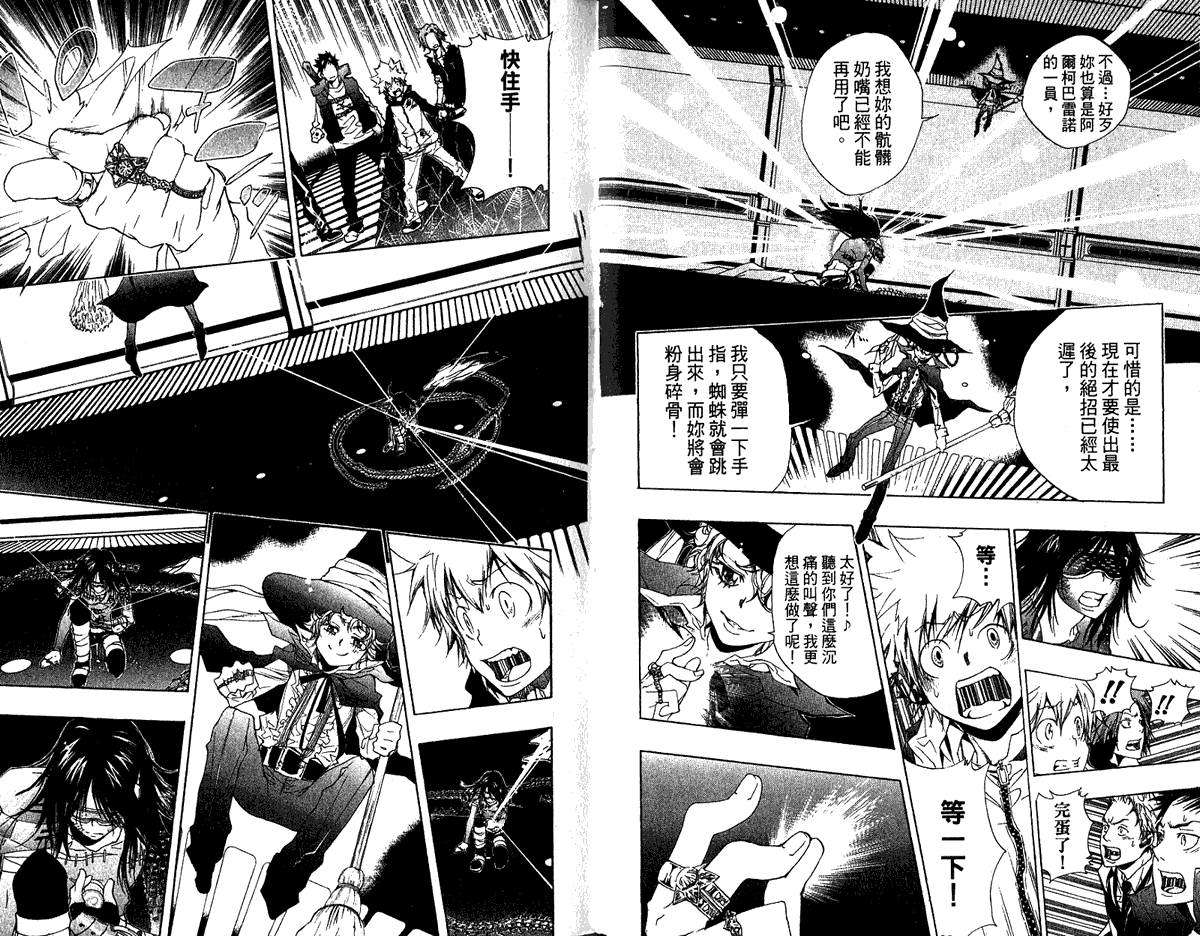 不過…好歹
妳也算是阿
爾柯巴雷諾
的一員，
我想妳的骯髒
奶嘴已經不能
再用了吧。
可惜的是……
現在才要使出最
後的絕招已經太
遲了，
我只要彈一下手
指，蜘蛛就會跳
出來，而妳將會
粉身碎骨！
等…
太好了！♪
聽到你們這麼沉
痛的叫聲，我更
想這麼做了呢！
!!
!!
完蛋了！
等一下！
快住手——！